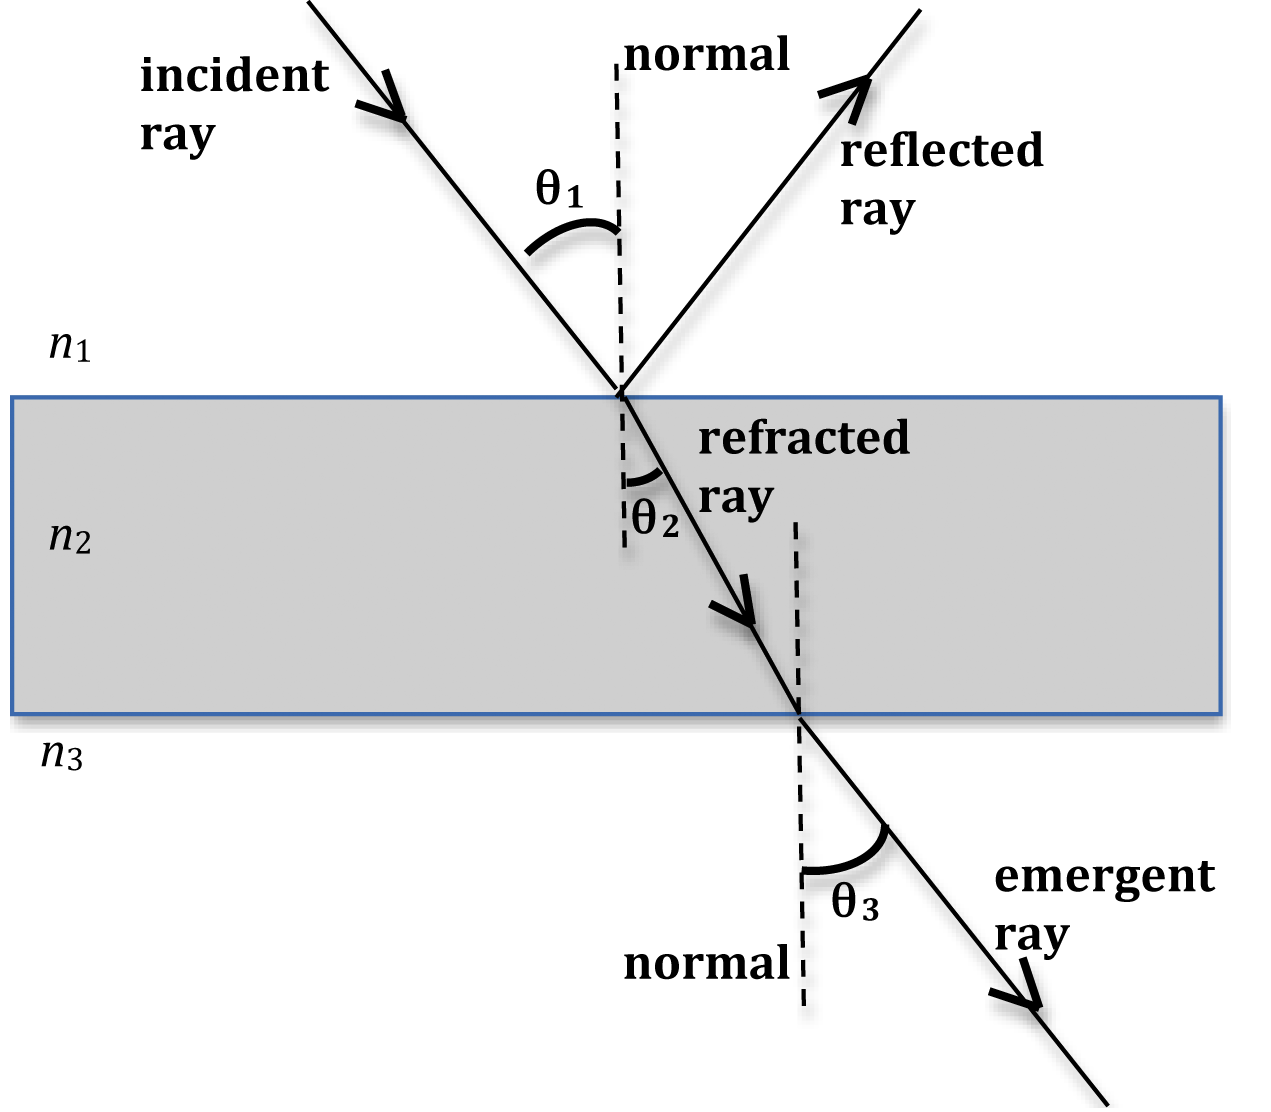 normal
incident
ray
reflected
ray
θ₁
n₁
refracted
ray
n₂
θ₂
n₃
emergent
ray
θ₃
normal